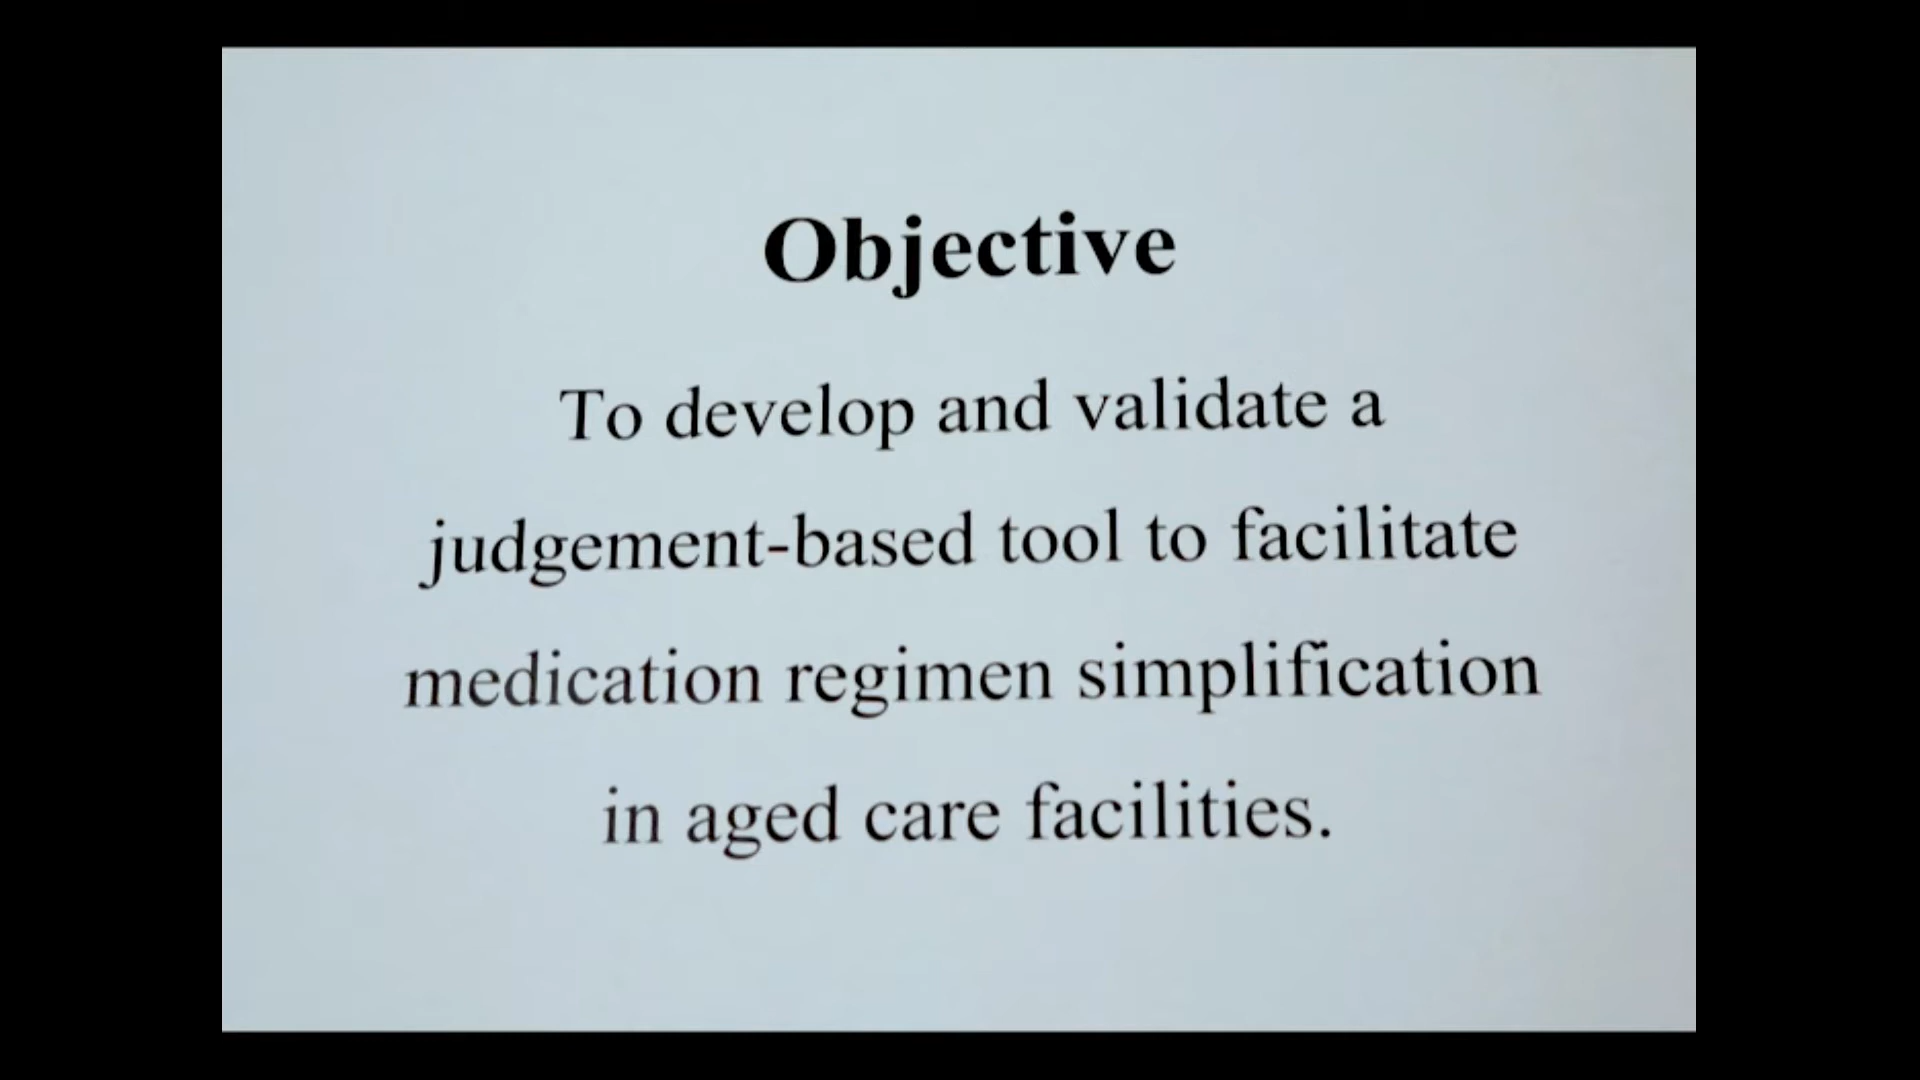 Objective
To develop and validate a
judgement-based tool to facilitate
medication regimen simplification
in aged care facilities.